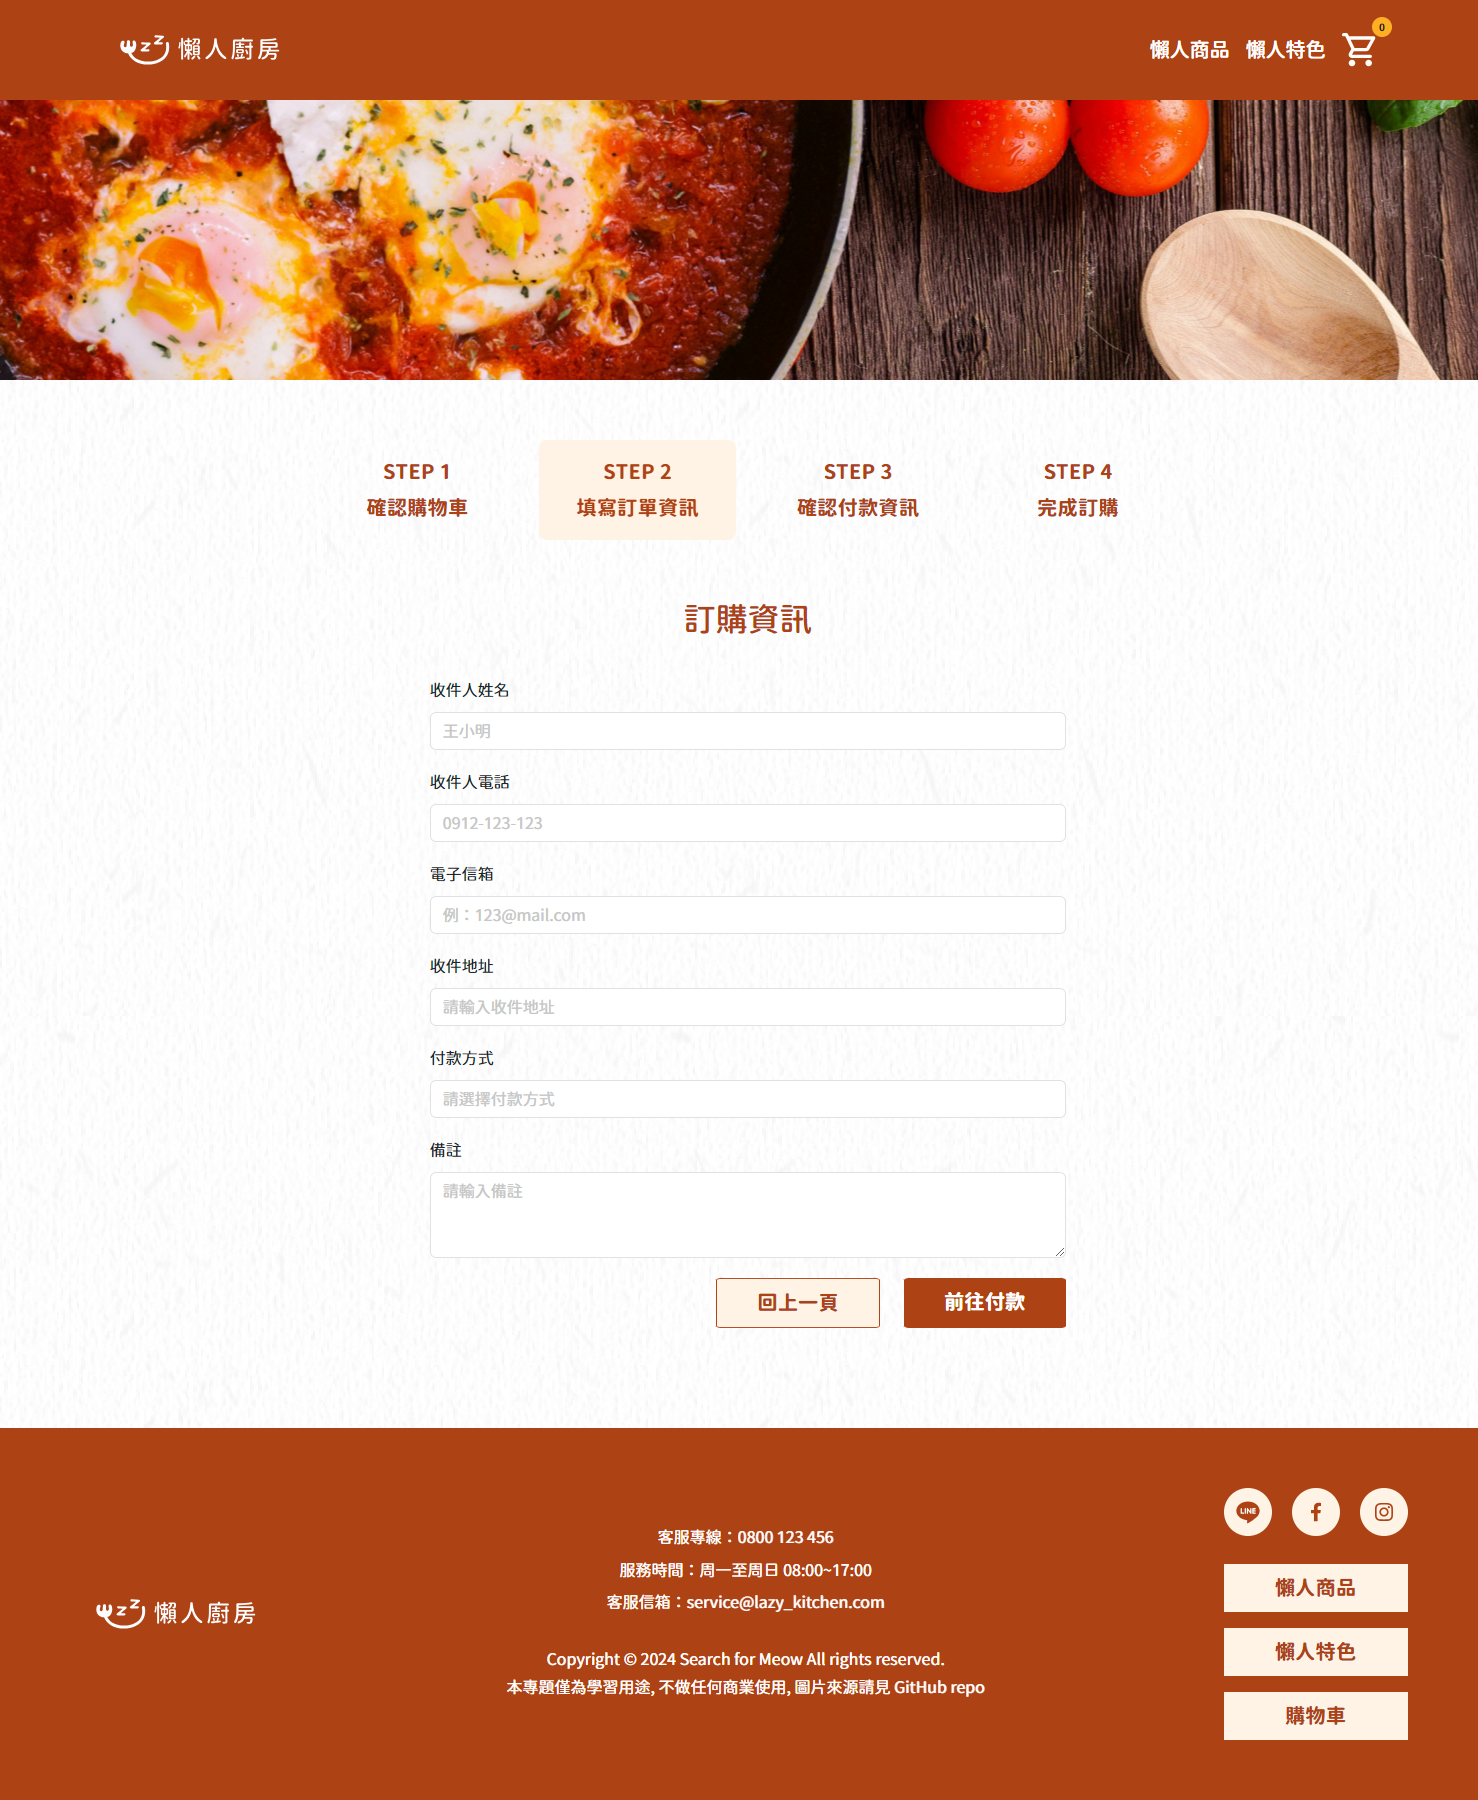 懶人廚房
懶人商品 懶人特色 0
STEP 1
確認購物車
STEP 2
填寫訂單資訊
STEP 3
確認付款資訊
STEP 4
完成訂購
訂購資訊
收件人姓名
王小明
收件人電話
0912-123-123
電子信箱
例：123@mail.com
收件地址
請輸入收件地址
付款方式
請選擇付款方式
備註
請輸入備註
回上一頁 前往付款
懶人廚房
客服專線：0800 123 456
服務時間：周一至周日 08:00~17:00
客服信箱：service@lazy_kitchen.com
Copyright © 2024 Search for Meow All rights reserved.
本專題僅為學習用途, 不做任何商業使用, 圖片來源請見 GitHub repo
LINE
懶人商品
懶人特色
購物車